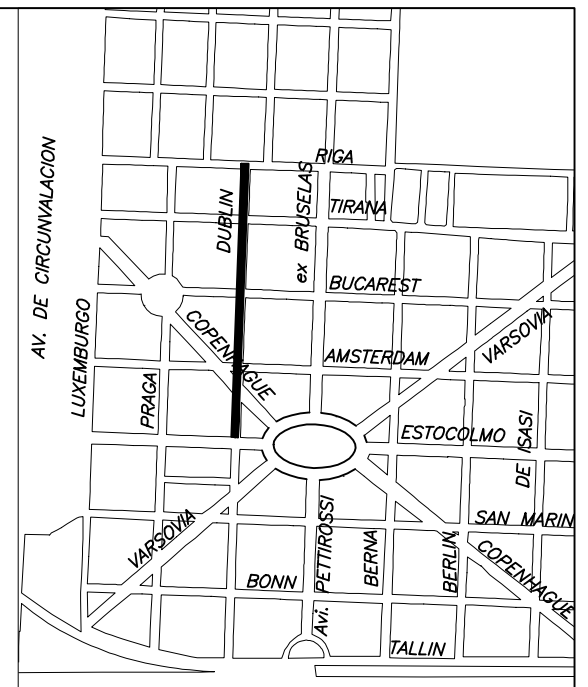 AV. DE CIRCUNVALACION
RIGA
DUBLIN
ex BRUSELAS
TIRANA
BUCAREST
LUXEMBURGO
COPENHAGUE
VARSOVIA
PRAGA
AMSTERDAM
ESTOCOLMO
DE ISASI
VARSOVIA
Avi. PETTIROSSI
SAN MARIN
BERNA
BERLIN
COPENHAGUE
BONN
TALLIN